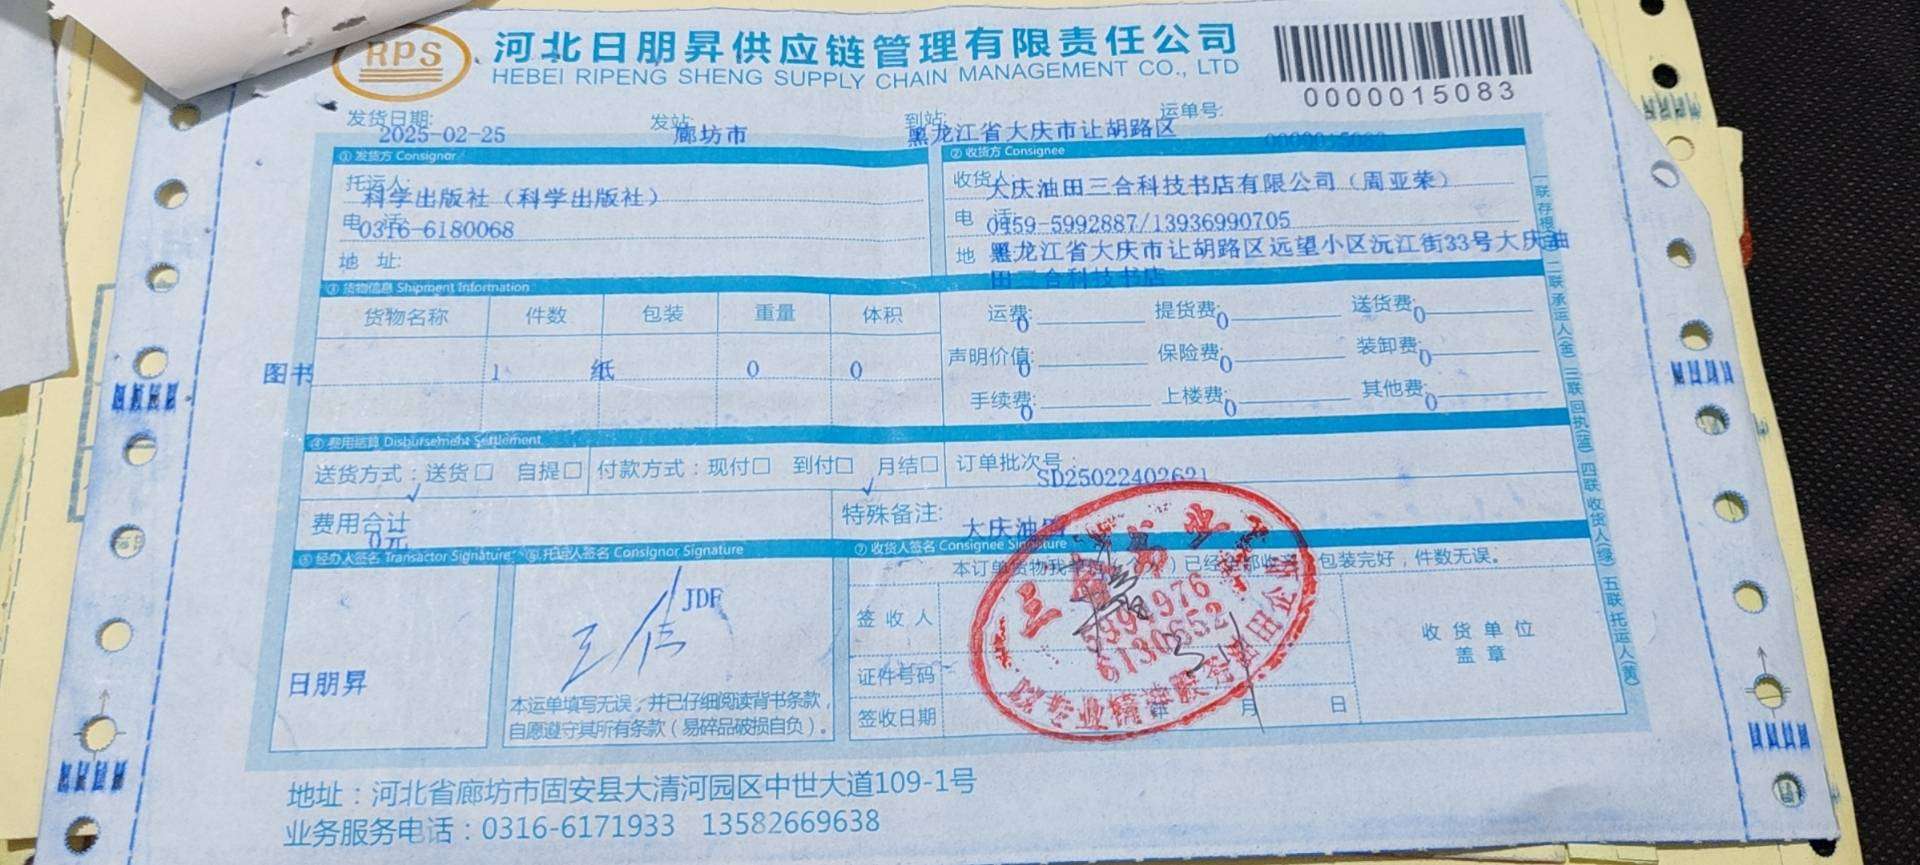 RPS
河北日朋昇供应链管理有限责任公司
HEBEI RIPENG SHENG SUPPLY CHAIN MANAGEMENT CO., LTD
0000015083
发货日期: 2025-02-25 发站: 廊坊市 到站: 黑龙江省大庆市让胡路区 运单号:
① 发货方 Consignor ② 收货方 Consignee
托运人: 科学出版社（科学出版社） 收货人: 大庆油田三合科技书店有限公司（周亚荣）
电 话: 0316-6180068 电 话: 0459-5992887/13936990705
地 址: 地 黑龙江省大庆市让胡路区远望小区沅江街33号大庆油
田三合科技书店
③ 货物信息 Shipment Information
货物名称 件数 包装 重量 体积 运费: 0 提货费: 0 送货费: 0
图书 1 纸 0 0 声明价值: 0 保险费: 0 装卸费: 0
手续费: 0 上楼费: 0 其他费: 0
④ 费用结算 Disbursement Settlement
送货方式：送货□ ✓ 自提□ 付款方式：现付□ 到付□ ✓ 月结□ 订单批次号： SD25022402621
费用合计 0元 特殊备注: 大庆油田
⑤ 经办人签名 Transactor Signature ⑥ 托运人签名 Consignor Signature ⑦ 收货人签名 Consignee Signature
包装完好，件数无误。
JDF
签 收 人
收 货 单 位
盖 章
日朋昇
证件号码
本运单填写无误，并已仔细阅读背书条款，
自愿遵守其所有条款（易碎品破损自负）。
签收日期 年 月 日
6130652
一联 存根 二联 承运人(金) 三联 回执(蓝) 四联 收货人(绿) 五联 托运人(黄)
地址：河北省廊坊市固安县大清河园区中世大道109-1号
业务服务电话：0316-6171933 13582669638